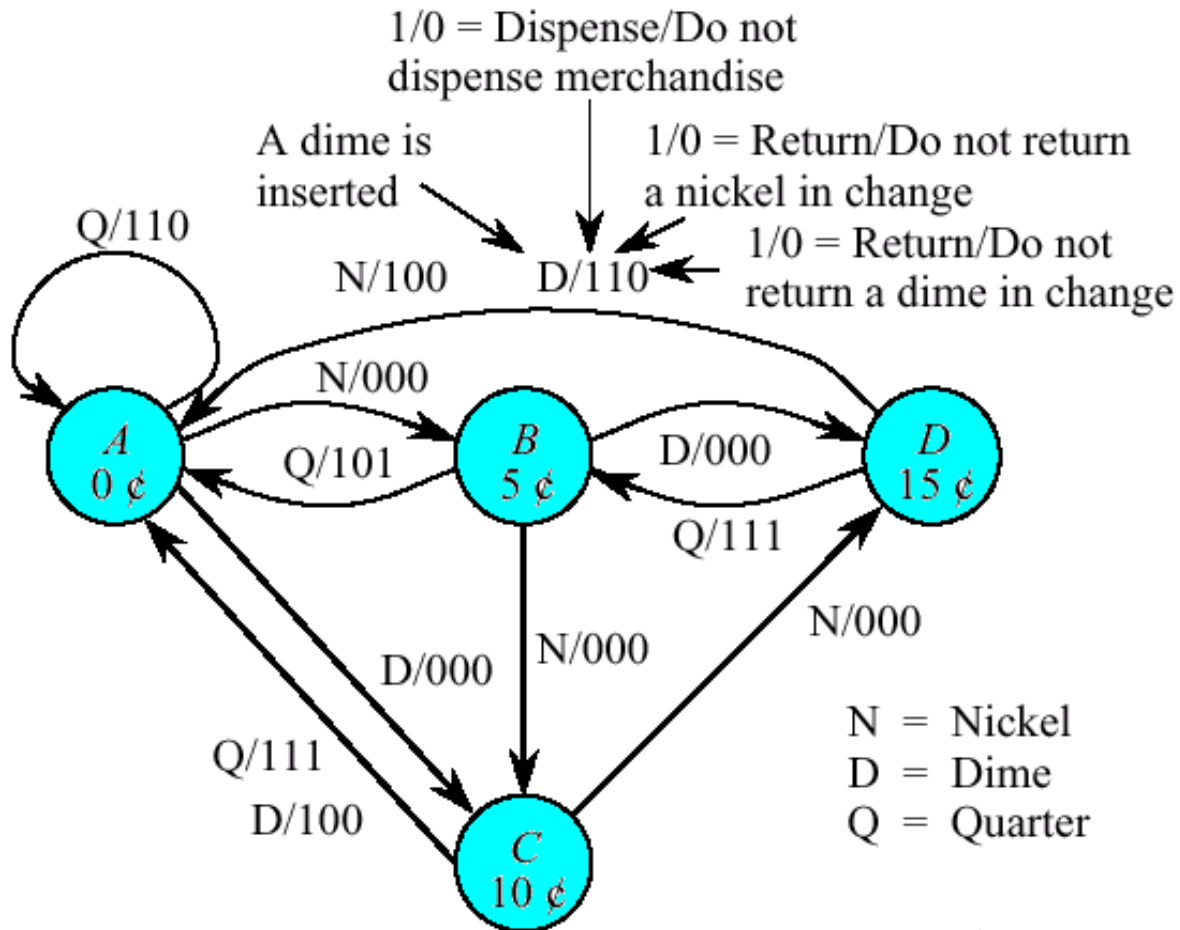 1/0 = Dispense/Do not
dispense merchandise
A dime is
inserted
1/0 = Return/Do not return
a nickel in change
1/0 = Return/Do not
return a dime in change
Q/110
N/100
D/110
N/000
Q/101
D/000
Q/111
A
0 ¢
B
5 ¢
D
15 ¢
D/000
N/000
N/000
Q/111
D/100
C
10 ¢
N = Nickel
D = Dime
Q = Quarter